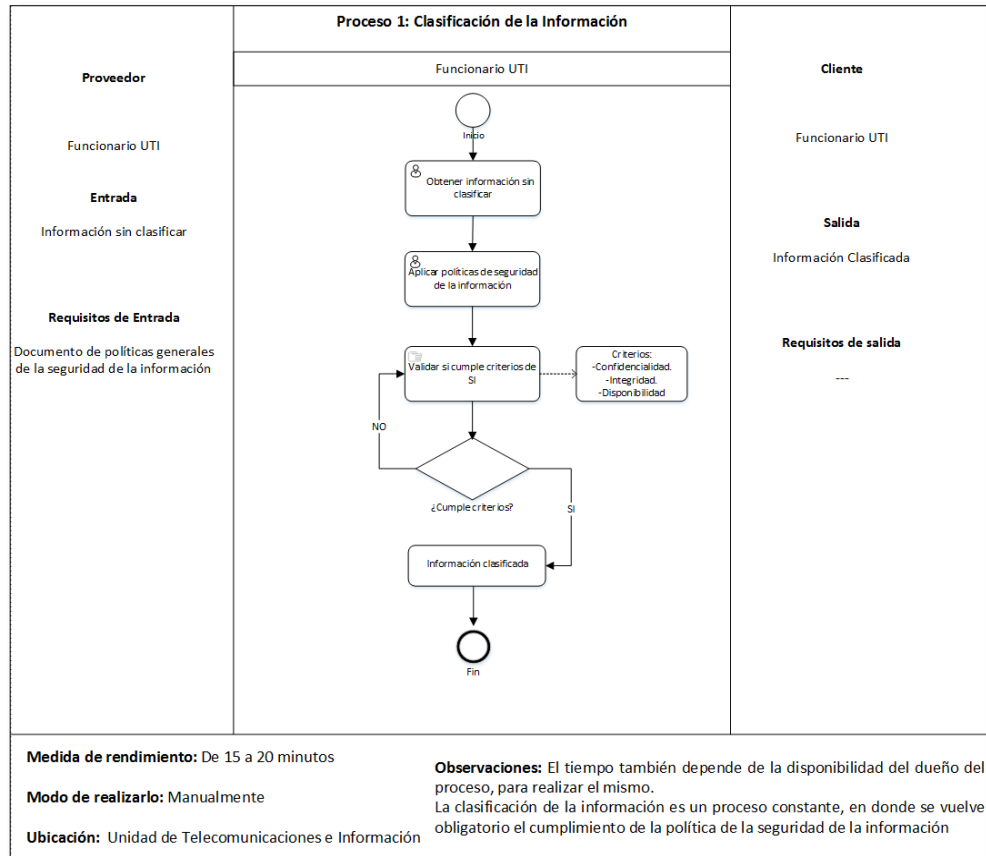 Proceso 1: Clasificación de la Información
Funcionario UTI
Proveedor
Funcionario UTI
Entrada
Información sin clasificar
Requisitos de Entrada
Documento de políticas generales
de la seguridad de la información
Inicio
Obtener información sin
clasificar
Aplicar políticas de seguridad
de la información
Validar si cumple criterios de
SI
Criterios:
-Confidencialidad.
-Integridad.
-Disponibilidad
NO
¿Cumple criterios?
SI
Información clasificada
Fin
Cliente
Funcionario UTI
Salida
Información Clasificada
Requisitos de salida
---
Medida de rendimiento: De 15 a 20 minutos
Modo de realizarlo: Manualmente
Ubicación: Unidad de Telecomunicaciones e Información
Observaciones: El tiempo también depende de la disponibilidad del dueño del
proceso, para realizar el mismo.
La clasificación de la información es un proceso constante, en donde se vuelve
obligatorio el cumplimiento de la política de la seguridad de la información